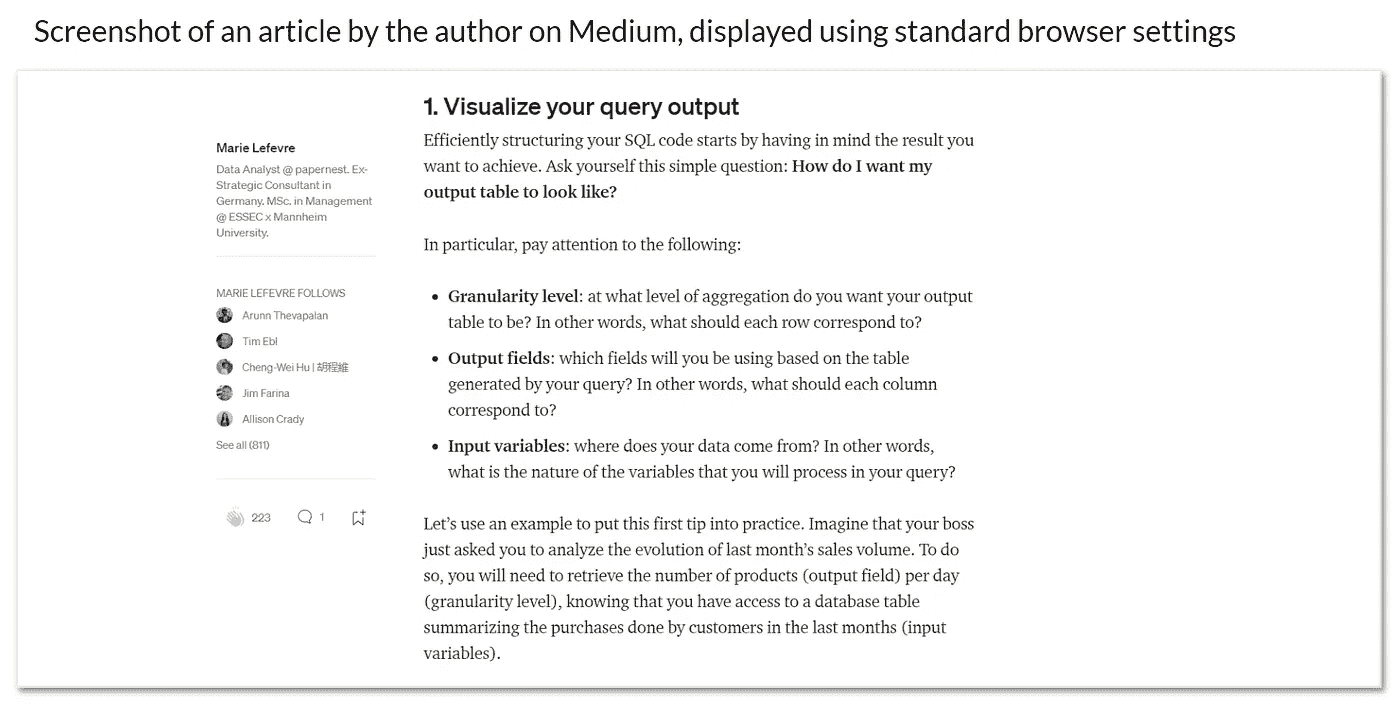 Screenshot of an article by the author on Medium, displayed using standard browser settings
Marie Lefevre
Data Analyst @ papernest. Ex-
Strategic Consultant in
Germany. MSc. in Management
@ ESSEC x Mannheim
University.
MARIE LEFEVRE FOLLOWS
Arunn Thevapalan
Tim Ebl
Cheng-Wei Hu | 胡程維
Jim Farina
Allison Crady
See all (811)
223
1
1. Visualize your query output
Efficiently structuring your SQL code starts by having in mind the result you
want to achieve. Ask yourself this simple question: How do I want my
output table to look like?
In particular, pay attention to the following:
• Granularity level: at what level of aggregation do you want your output
table to be? In other words, what should each row correspond to?
• Output fields: which fields will you be using based on the table
generated by your query? In other words, what should each column
correspond to?
• Input variables: where does your data come from? In other words,
what is the nature of the variables that you will process in your query?
Let’s use an example to put this first tip into practice. Imagine that your boss
just asked you to analyze the evolution of last month’s sales volume. To do
so, you will need to retrieve the number of products (output field) per day
(granularity level), knowing that you have access to a database table
summarizing the purchases done by customers in the last months (input
variables).